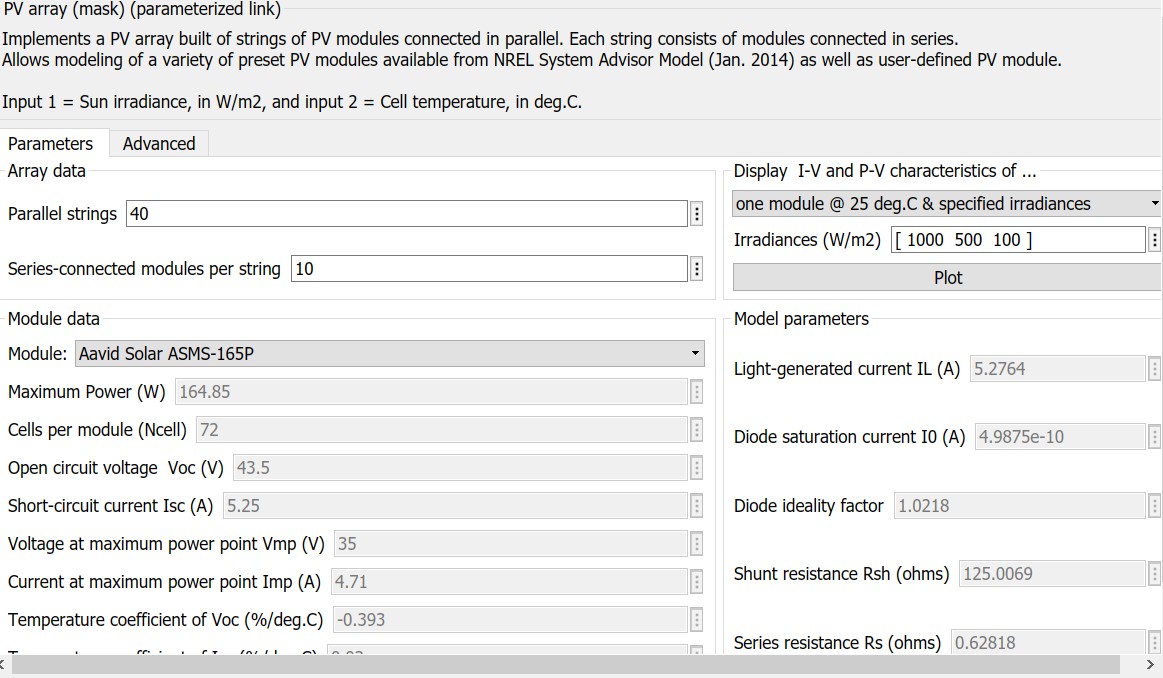 PV array (mask) (parameterized link)
Implements a PV array built of strings of PV modules connected in parallel. Each string consists of modules connected in series.
Allows modeling of a variety of preset PV modules available from NREL System Advisor Model (Jan. 2014) as well as user-defined PV module.
Input 1 = Sun irradiance, in W/m2, and input 2 = Cell temperature, in deg.C.
Parameters Advanced
Array data
Parallel strings 40
Series-connected modules per string 10
Display I-V and P-V characteristics of ...
one module @ 25 deg.C & specified irradiances
Irradiances (W/m2) [ 1000 500 100 ]
Plot
Module data
Module: Aavid Solar ASMS-165P
Maximum Power (W) 164.85
Cells per module (Ncell) 72
Open circuit voltage Voc (V) 43.5
Short-circuit current Isc (A) 5.25
Voltage at maximum power point Vmp (V) 35
Current at maximum power point Imp (A) 4.71
Temperature coefficient of Voc (%/deg.C) -0.393
Model parameters
Light-generated current IL (A) 5.2764
Diode saturation current I0 (A) 4.9875e-10
Diode ideality factor 1.0218
Shunt resistance Rsh (ohms) 125.0069
Series resistance Rs (ohms) 0.62818